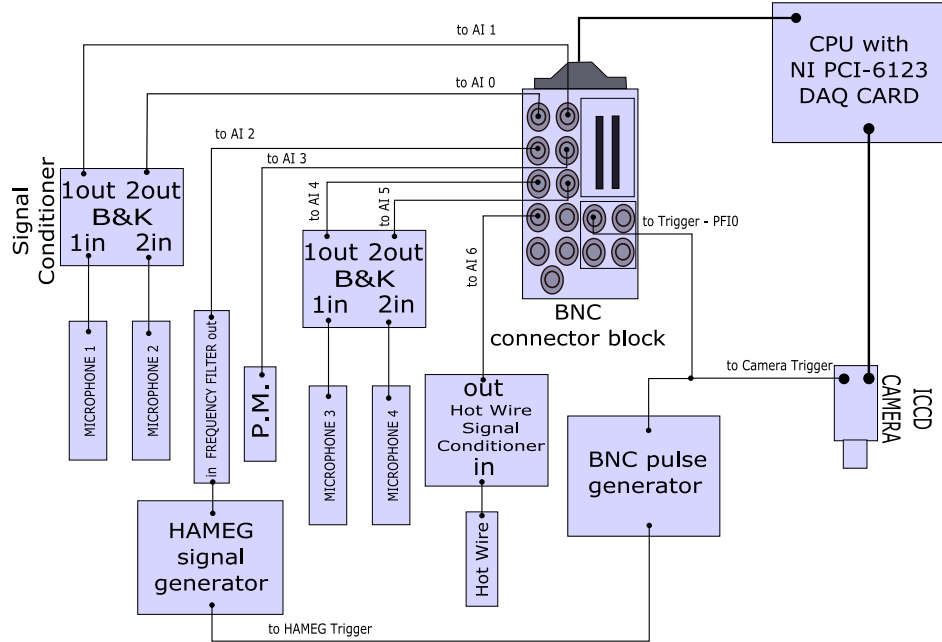 to AI 1
CPU with
NI PCI-6123
DAQ CARD
to AI 0
to AI 2
to AI 3
to AI 4
to AI 5
to AI 6
to Trigger - PFI0
Signal
Conditioner
1out 2out
B&K
1in 2in
1out 2out
B&K
1in 2in
BNC
connector block
MICROPHONE 1
MICROPHONE 2
in FREQUENCY FILTER out
P.M.
MICROPHONE 3
MICROPHONE 4
out
Hot Wire
Signal
Conditioner
in
Hot Wire
to Camera Trigger
ICCD
CAMERA
BNC pulse
generator
HAMEG
signal
generator
to HAMEG Trigger